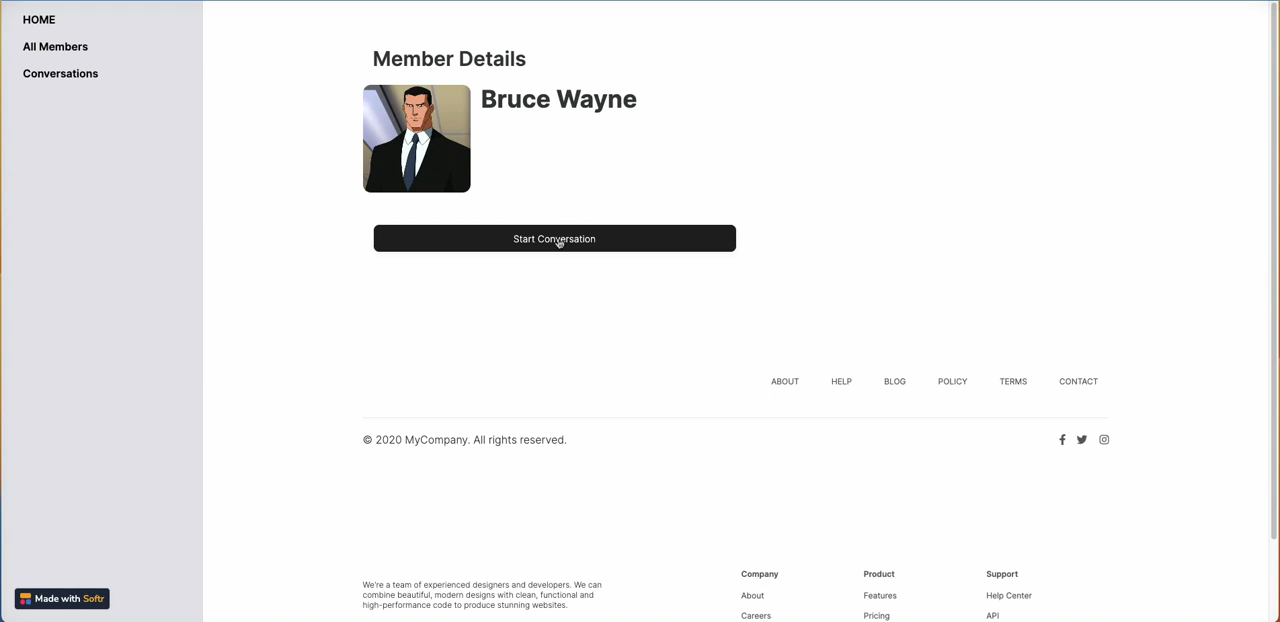 HOME
All Members
Conversations
Member Details
Bruce Wayne
Start Conversation
ABOUT HELP BLOG POLICY TERMS CONTACT
© 2020 MyCompany. All rights reserved.
We're a team of experienced designers and developers. We can
combine beautiful, modern designs with clean, functional and
high-performance code to produce stunning websites.
Company
About
Careers
Product
Features
Pricing
Support
Help Center
API
Made with Softr